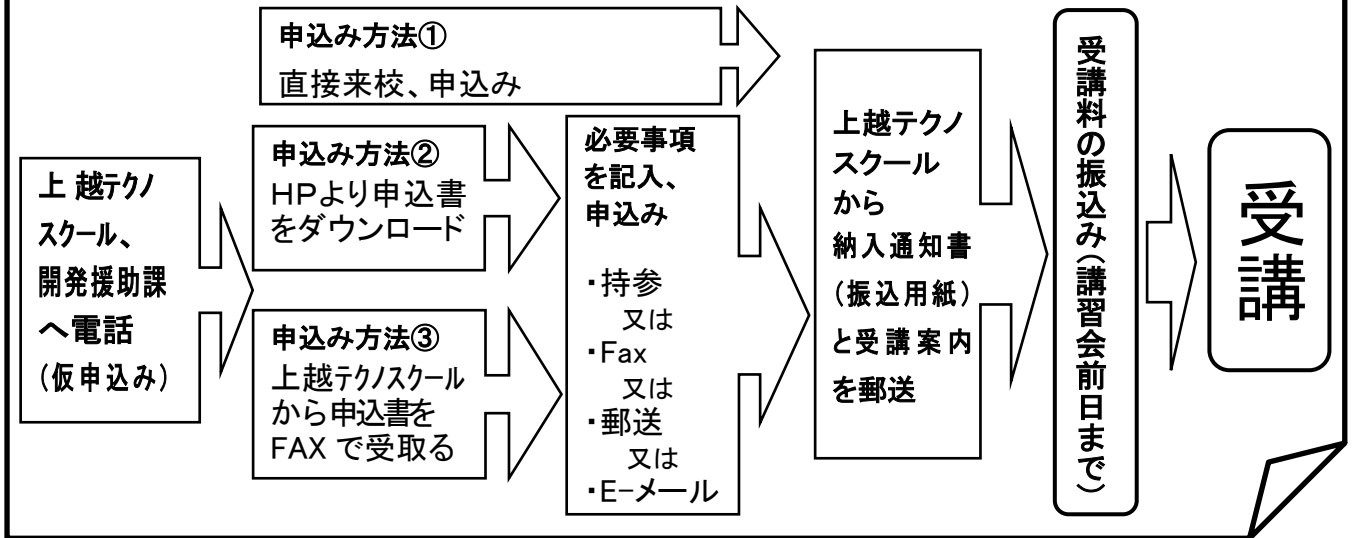 申込み方法①
直接来校、申込み
上越テクノ
スクール、
開発援助課
へ電話
(仮申込み)
申込み方法②
HPより申込書
をダウンロード
申込み方法③
上越テクノスクール
から申込書を
FAX で受取る
必要事項
を記入、
申込み
・持参
又は
・Fax
又は
・郵送
又は
・E-メール
上越テクノ
スクール
から
納入通知書
(振込用紙)
と受講案内
を郵送
受講料の振込み(講習会前日まで)
受講